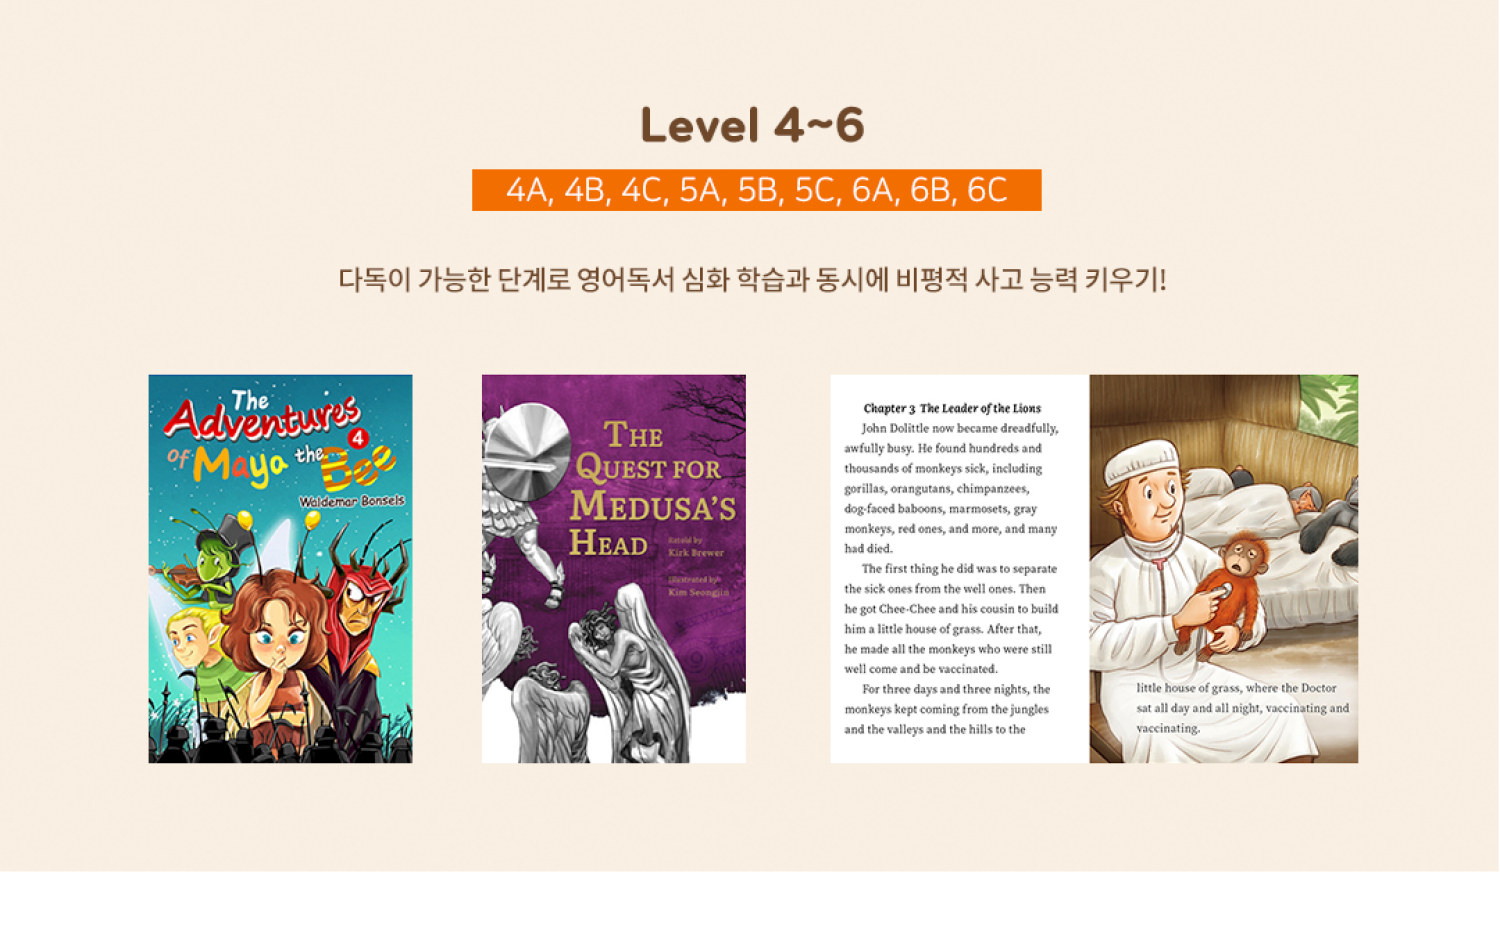 Level 4~6
4A, 4B, 4C, 5A, 5B, 5C, 6A, 6B, 6C
다독이 가능한 단계로 영어독서 심화 학습과 동시에 비평적 사고 능력 키우기!
The
Adventures
4
of Maya the Bee
Waldemar Bonsels
THE
QUEST FOR
MEDUSA'S
HEAD
Retold by
Kirk Brewer
Illustrated by
Kim Seongjin
Chapter 3 The Leader of the Lions
John Dolittle now became dreadfully,
awfully busy. He found hundreds and
thousands of monkeys sick, including
gorillas, orangutans, chimpanzees,
dog-faced baboons, marmosets, gray
monkeys, red ones, and more, and many
had died.
The first thing he did was to separate
the sick ones from the well ones. Then
he got Chee-Chee and his cousin to build
him a little house of grass. After that,
he made all the monkeys who were still
well come and be vaccinated.
For three days and three nights, the
monkeys kept coming from the jungles
and the valleys and the hills to the
little house of grass, where the Doctor
sat all day and all night, vaccinating and
vaccinating.